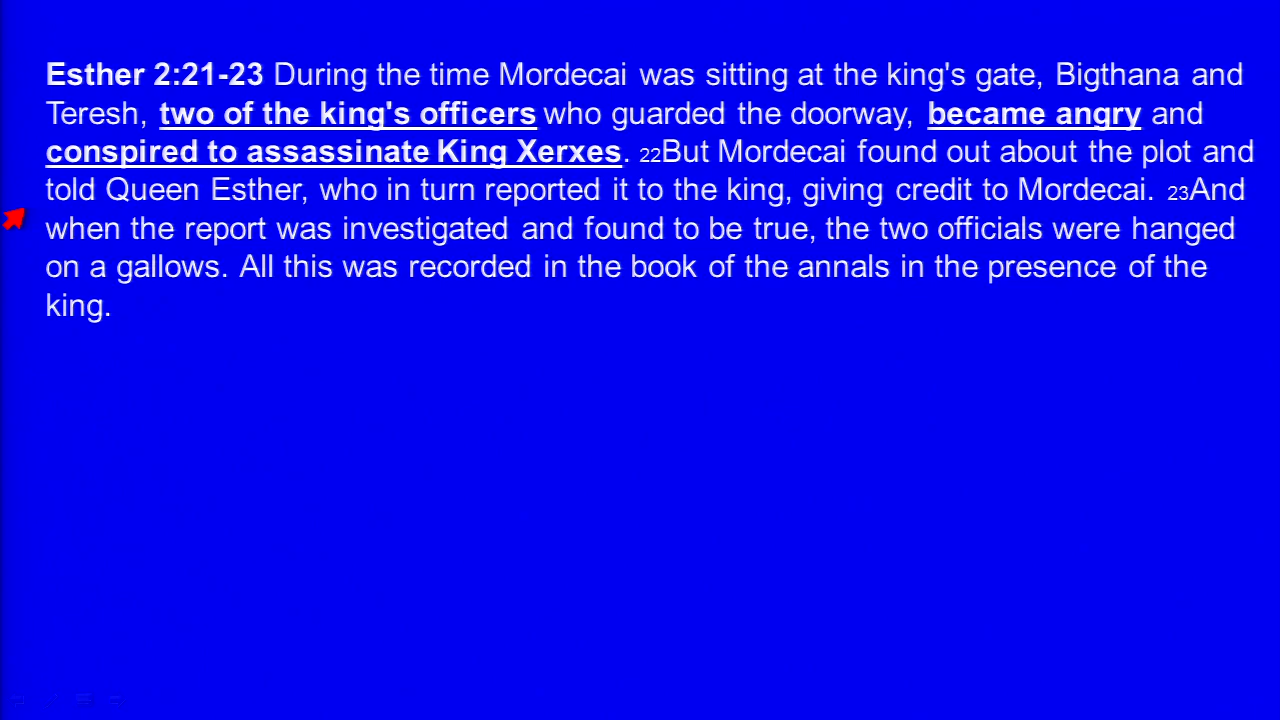 Esther 2:21-23 During the time Mordecai was sitting at the king's gate, Bigthana and
Teresh, two of the king's officers who guarded the doorway, became angry and
conspired to assassinate King Xerxes. 22But Mordecai found out about the plot and
told Queen Esther, who in turn reported it to the king, giving credit to Mordecai. 23And
when the report was investigated and found to be true, the two officials were hanged
on a gallows. All this was recorded in the book of the annals in the presence of the
king.